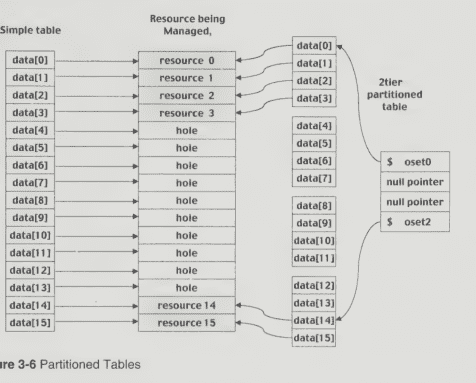 Simple table
data[0]
data[1]
data[2]
data[3]
data[4]
data[5]
data[6]
data[7]
data[8]
data[9]
data[10]
data[11]
data[12]
data[13]
data[14]
data[15]
Resource being
Managed,
resource 0
resource 1
resource 2
resource 3
hole
hole
hole
hole
hole
hole
hole
hole
hole
hole
resource 14
resource 15
data[0]
data[1]
data[2]
data[3]
data[4]
data[5]
data[6]
data[7]
data[8]
data[9]
data[10]
data[11]
data[12]
data[13]
data[14]
data[15]
2tier
partitioned
table
$ oset0
null pointer
null pointer
$ oset2
ure 3-6 Partitioned Tables